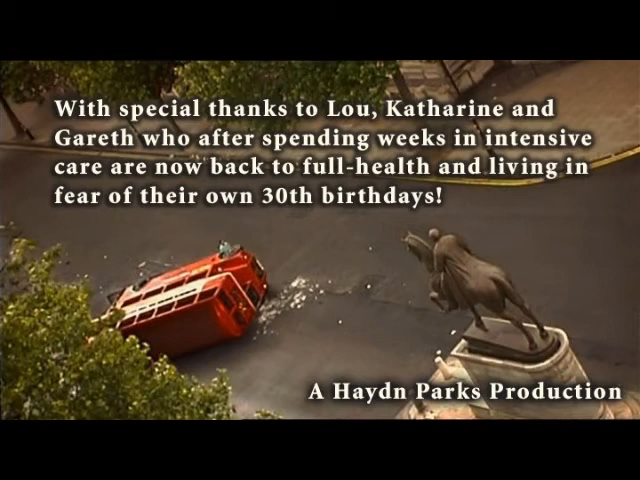 With special thanks to Lou, Katharine and
Gareth who after spending weeks in intensive
care are now back to full-health and living in
fear of their own 30th birthdays!
A Haydn Parks Production